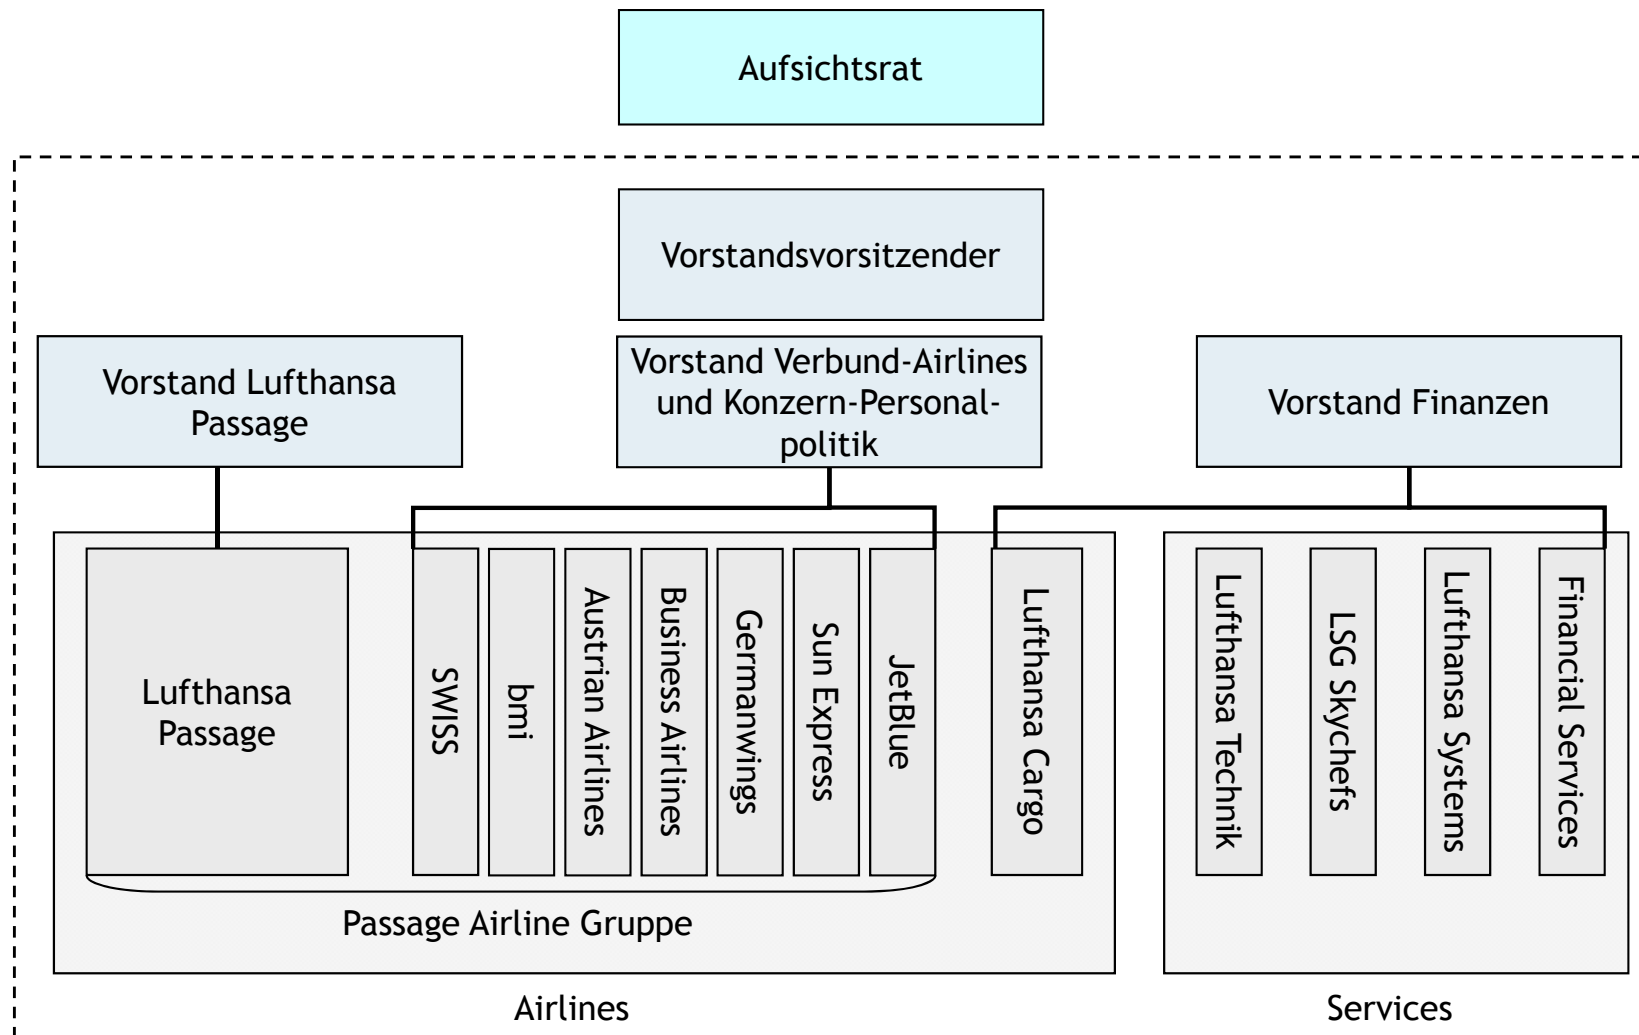 Aufsichtsrat
Vorstandsvorsitzender
Vorstand Lufthansa
Passage
Vorstand Verbund-Airlines
und Konzern-Personal-
politik
Vorstand Finanzen
Lufthansa
Passage
SWISS
bmi
Austrian Airlines
Business Airlines
Germanwings
Sun Express
JetBlue
Lufthansa Cargo
Lufthansa Technik
LSG Skychefs
Lufthansa Systems
Financial Services
Passage Airline Gruppe
Airlines
Services